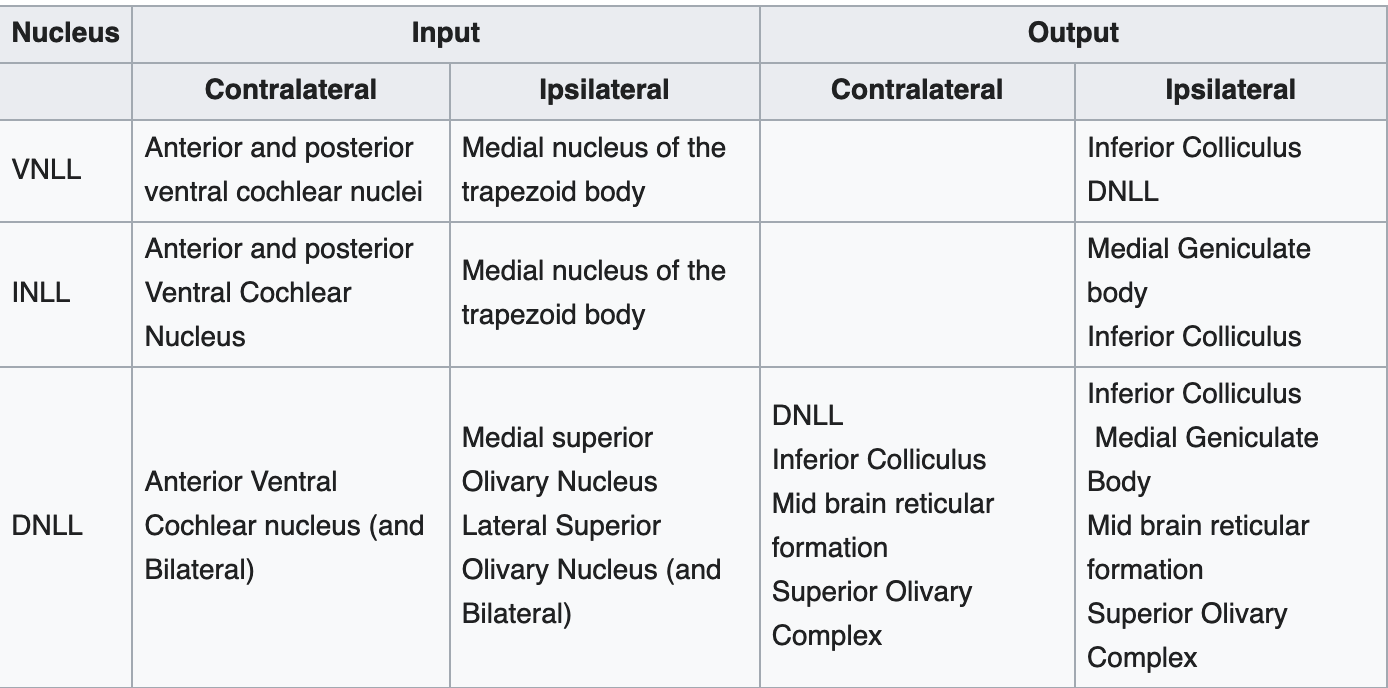 Nucleus Input Output
Contralateral Ipsilateral Contralateral Ipsilateral
VNLL
Anterior and posterior
ventral cochlear nuclei
Medial nucleus of the
trapezoid body
Inferior Colliculus
DNLL
INLL
Anterior and posterior
Ventral Cochlear
Nucleus
Medial nucleus of the
trapezoid body
Medial Geniculate
body
Inferior Colliculus
DNLL
Anterior Ventral
Cochlear nucleus (and
Bilateral)
Medial superior
Olivary Nucleus
Lateral Superior
Olivary Nucleus (and
Bilateral)
DNLL
Inferior Colliculus
Mid brain reticular
formation
Superior Olivary
Complex
Inferior Colliculus
Medial Geniculate
Body
Mid brain reticular
formation
Superior Olivary
Complex